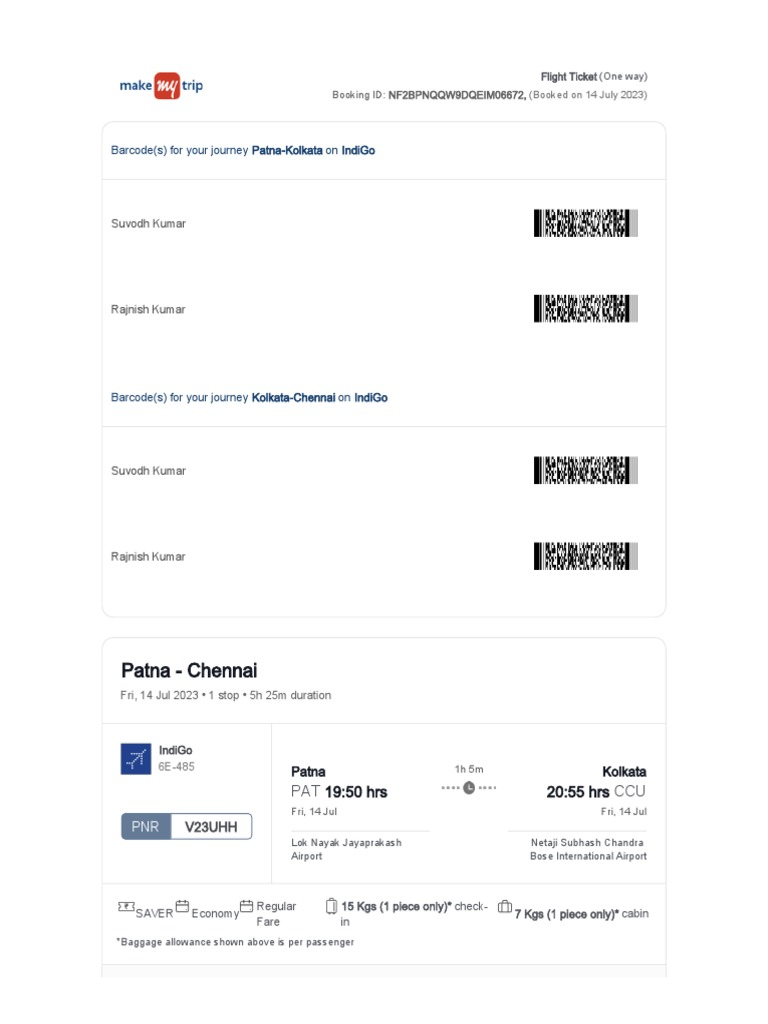 make my trip
Flight Ticket (One way)
Booking ID: NF2BPNQQW9DQEIM06672, (Booked on 14 July 2023)
Barcode(s) for your journey Patna-Kolkata on IndiGo
Suvodh Kumar
Rajnish Kumar
Barcode(s) for your journey Kolkata-Chennai on IndiGo
Suvodh Kumar
Rajnish Kumar
Patna - Chennai
Fri, 14 Jul 2023 • 1 stop • 5h 25m duration
IndiGo
6E-485
PNR V23UHH
Patna
PAT 19:50 hrs
Fri, 14 Jul
Lok Nayak Jayaprakash
Airport
1h 5m
Kolkata
20:55 hrs CCU
Fri, 14 Jul
Netaji Subhash Chandra
Bose International Airport
SAVER
Economy
Regular
Fare
15 Kgs (1 piece only)* check-
in
7 Kgs (1 piece only)* cabin
*Baggage allowance shown above is per passenger